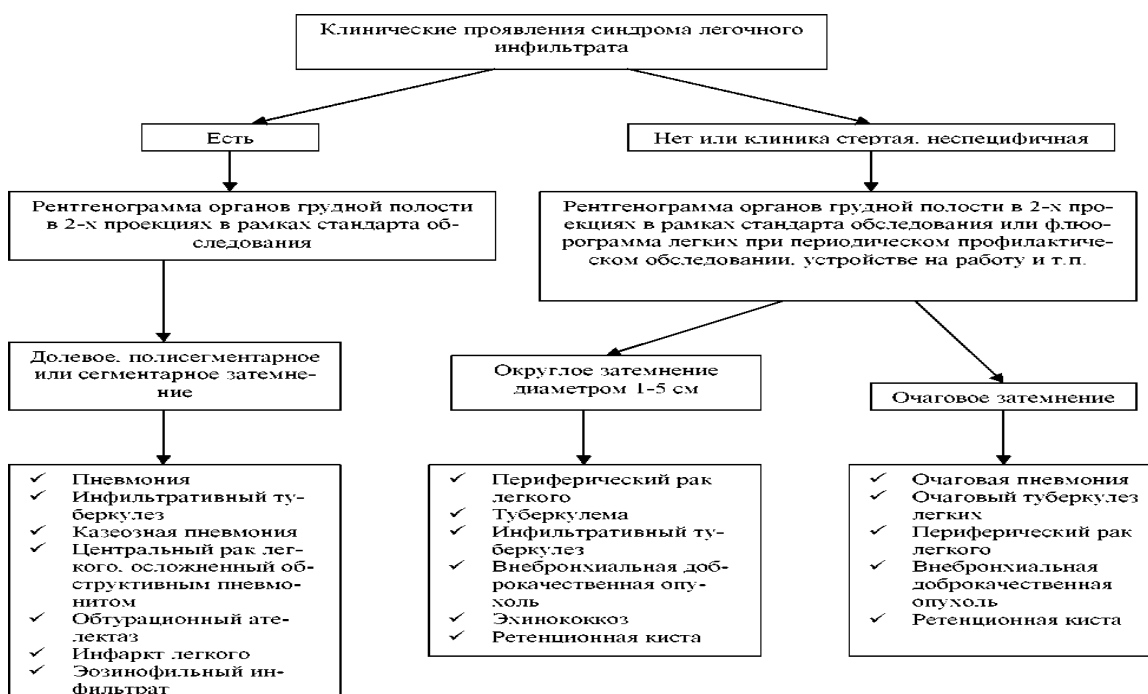 Клинические проявления синдрома легочного
инфильтрата
Есть
Нет или клиника стертая, неспецифичная
Рентгенограмма органов грудной полости
в 2-х проекциях в рамках стандарта об-
следования
Рентгенограмма органов грудной полости в 2-х про-
екциях в рамках стандарта обследования или флюо-
рограмма легких при периодическом профилактиче-
ском обследовании, устройстве на работу и т.п.
Долевое, полисегментарное
или сегментарное затемне-
ние
Округлое затемнение
диаметром 1-5 см
Очаговое затемнение
✓ Пневмония
✓ Инфильтративный ту-
беркулез
✓ Казеозная пневмония
✓ Центральный рак лег-
кого, осложненный об-
структивным пневмо-
нитом
✓ Обтурационный ате-
лектаз
✓ Инфаркт легкого
✓ Эозинофильный ин-
фильтрат
✓ Периферический рак
легкого
✓ Туберкулема
✓ Инфильтративный ту-
беркулез
✓ Внебронхиальная доб-
рокачественная опу-
холь
✓ Эхинококкоз
✓ Ретенционная киста
✓ Очаговая пневмония
✓ Очаговый туберкулез
легких
✓ Периферический рак
легкого
✓ Внебронхиальная
доброкачественная
опухоль
✓ Ретенционная киста